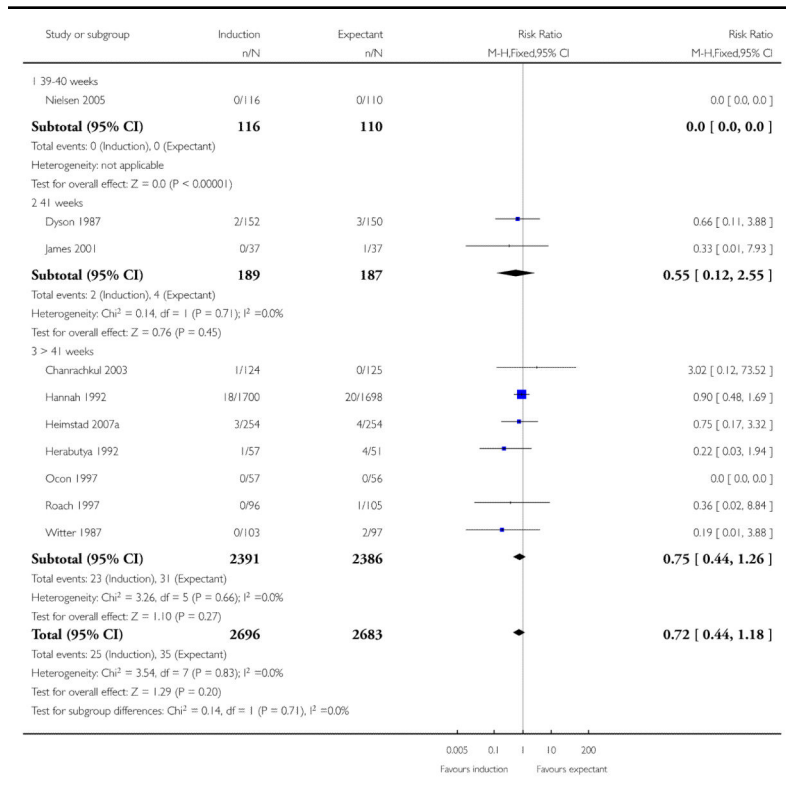 Study or subgroup Induction Expectant Risk Ratio Risk Ratio
n/N n/N M-H,Fixed,95% CI M-H,Fixed,95% CI
1 39-40 weeks
Nielsen 2005 0/116 0/110 0.0 [ 0.0, 0.0 ]
Subtotal (95% CI) 116 110 0.0 [ 0.0, 0.0 ]
Total events: 0 (Induction), 0 (Expectant)
Heterogeneity: not applicable
Test for overall effect: Z = 0.0 (P < 0.00001)
2 41 weeks
Dyson 1987 2/152 3/150 0.66 [ 0.11, 3.88 ]
James 2001 0/37 1/37 0.33 [ 0.01, 7.93 ]
Subtotal (95% CI) 189 187 0.55 [ 0.12, 2.55 ]
Total events: 2 (Induction), 4 (Expectant)
Heterogeneity: Chi² = 0.14, df = 1 (P = 0.71); I² =0.0%
Test for overall effect: Z = 0.76 (P = 0.45)
3 > 41 weeks
Chanrachkul 2003 1/124 0/125 3.02 [ 0.12, 73.52 ]
Hannah 1992 18/1700 20/1698 0.90 [ 0.48, 1.69 ]
Heimstad 2007a 3/254 4/254 0.75 [ 0.17, 3.32 ]
Herabutya 1992 1/57 4/51 0.22 [ 0.03, 1.94 ]
Ocon 1997 0/57 0/56 0.0 [ 0.0, 0.0 ]
Roach 1997 0/96 1/105 0.36 [ 0.02, 8.84 ]
Witter 1987 0/103 2/97 0.19 [ 0.01, 3.88 ]
Subtotal (95% CI) 2391 2386 0.75 [ 0.44, 1.26 ]
Total events: 23 (Induction), 31 (Expectant)
Heterogeneity: Chi² = 3.26, df = 5 (P = 0.66); I² =0.0%
Test for overall effect: Z = 1.10 (P = 0.27)
Total (95% CI) 2696 2683 0.72 [ 0.44, 1.18 ]
Total events: 25 (Induction), 35 (Expectant)
Heterogeneity: Chi² = 3.54, df = 7 (P = 0.83); I² =0.0%
Test for overall effect: Z = 1.29 (P = 0.20)
Test for subgroup differences: Chi² = 0.14, df = 1 (P = 0.71), I² =0.0%
0.005 0.1 1 10 200
Favours induction Favours expectant